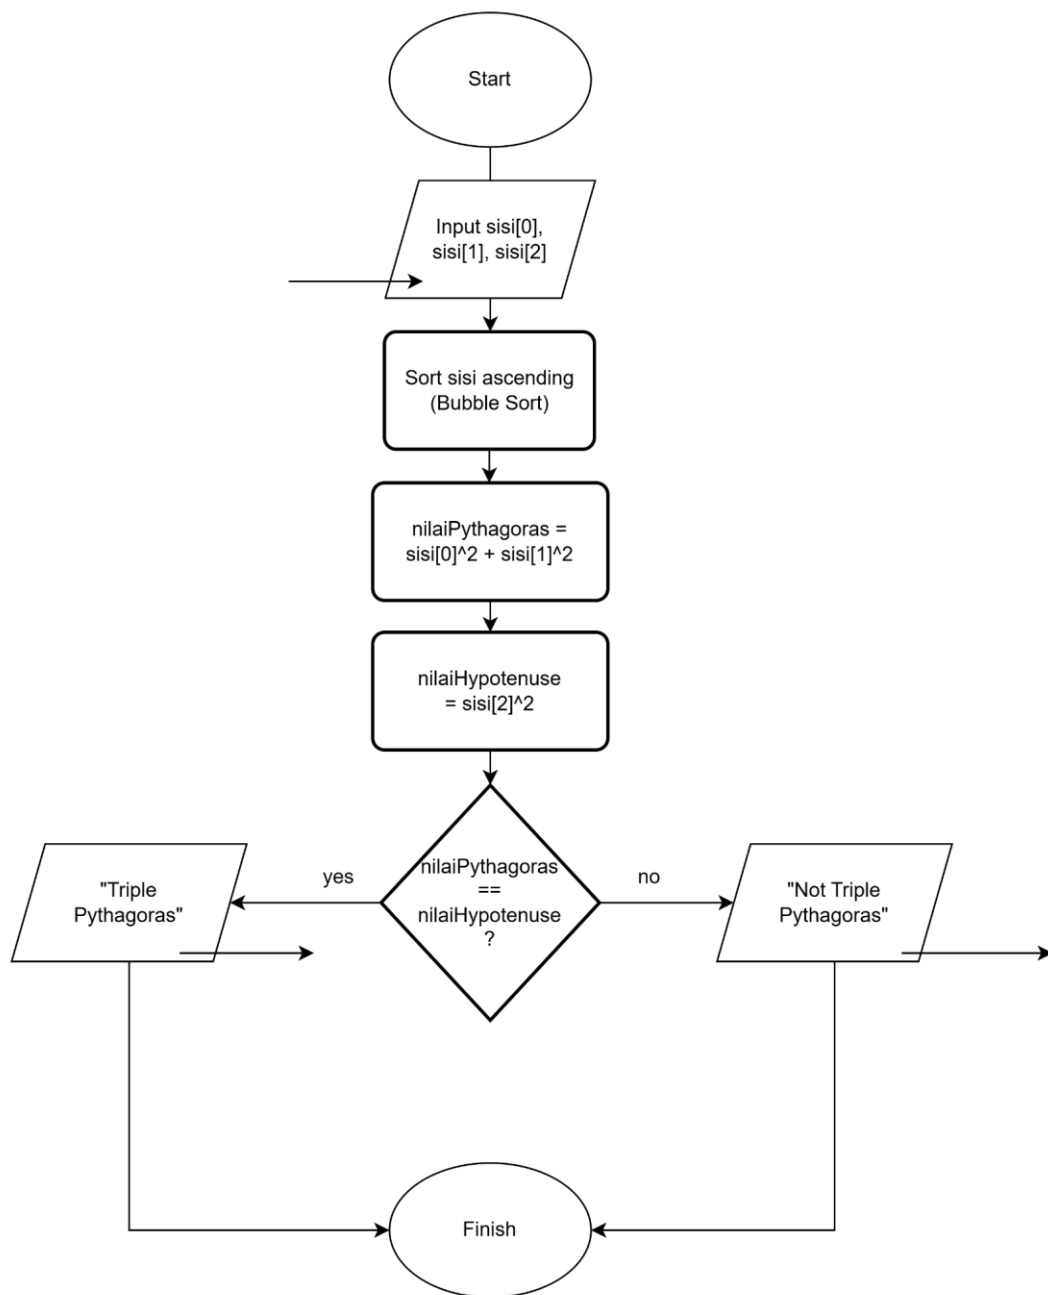 Start
Input sisi[0],
sisi[1], sisi[2]
Sort sisi ascending
(Bubble Sort)
nilaiPythagoras =
sisi[0]^2 + sisi[1]^2
nilaiHypotenuse
= sisi[2]^2
nilaiPythagoras
==
nilaiHypotenuse
?
yes
"Triple
Pythagoras"
no
"Not Triple
Pythagoras"
Finish